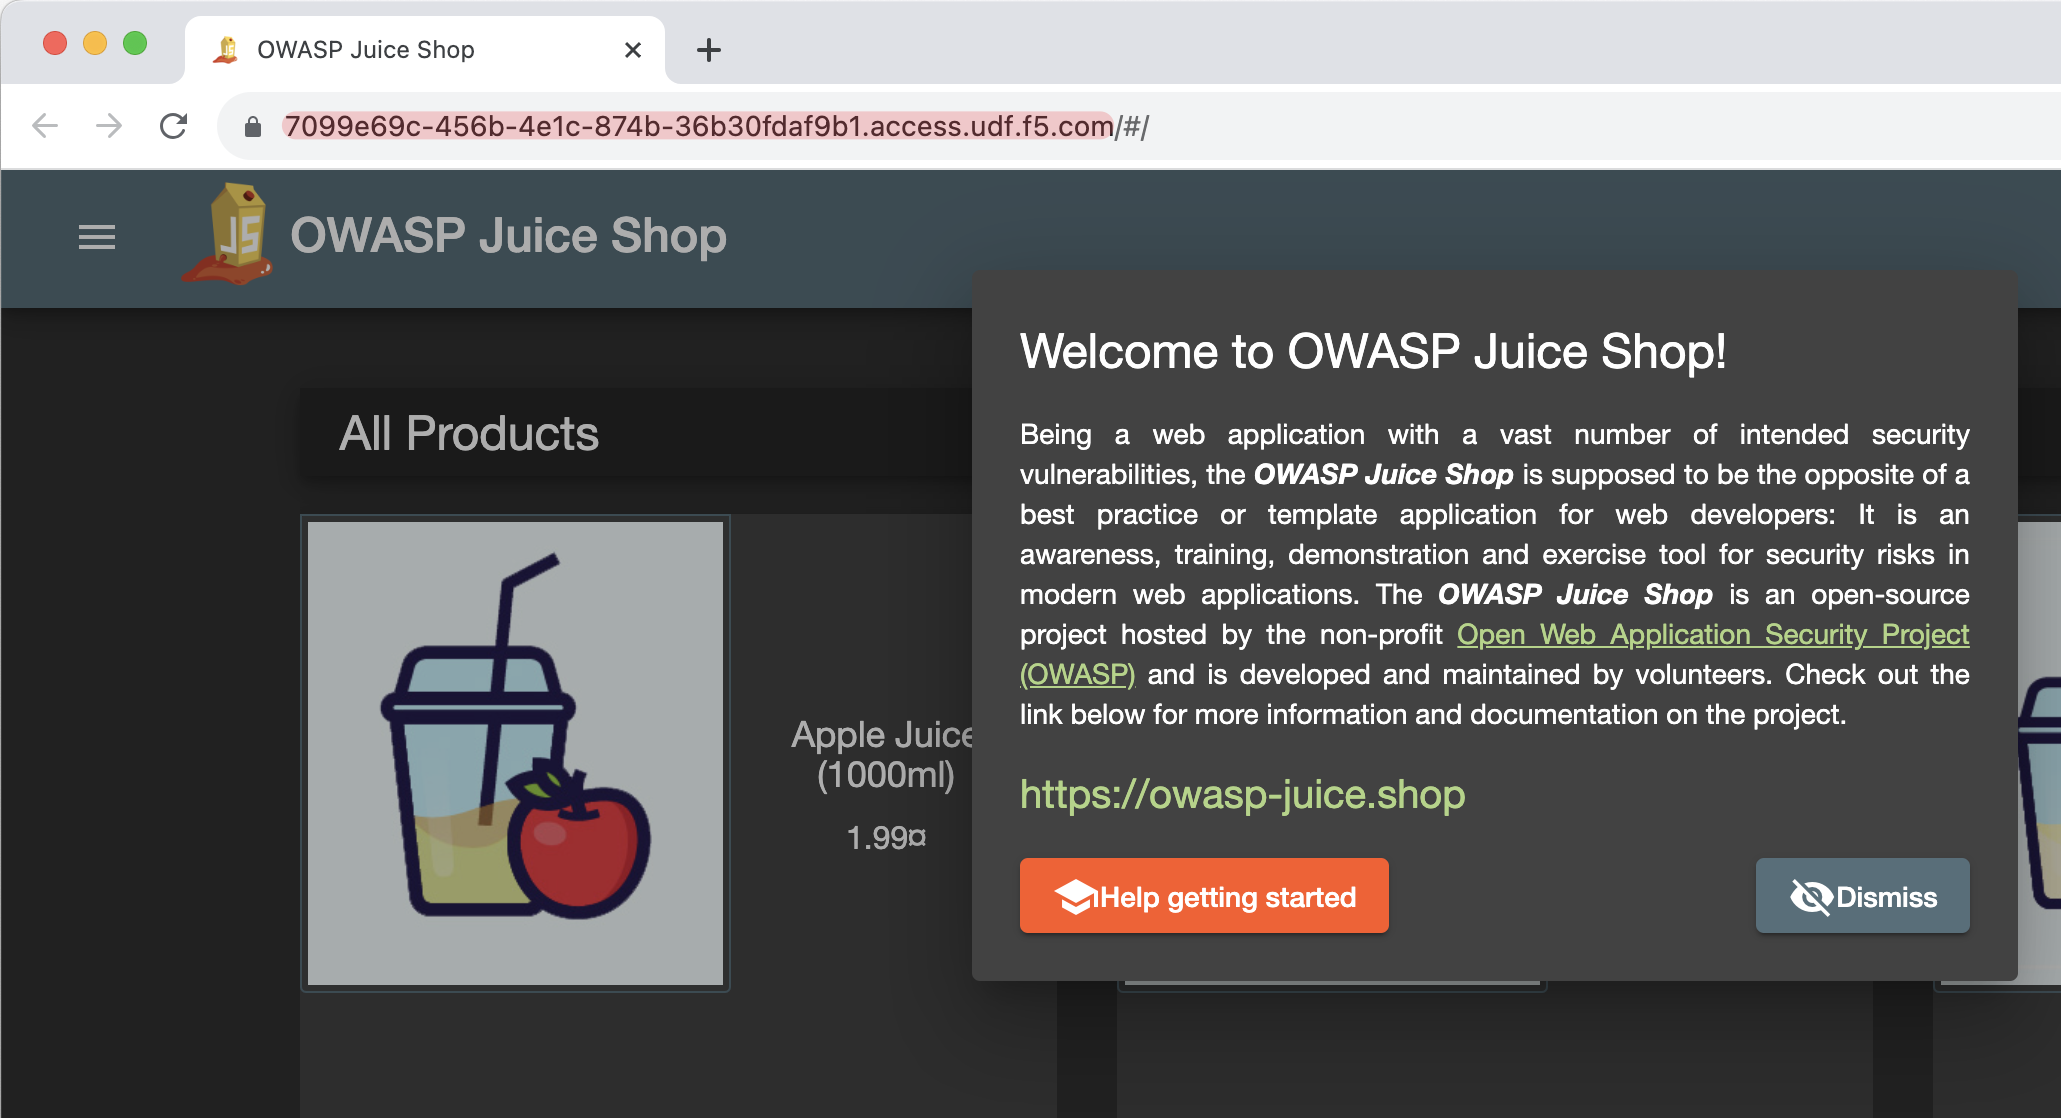 OWASP Juice Shop
7099e69c-456b-4e1c-874b-36b30fdaf9b1.access.udf.f5.com/#/
JS
OWASP Juice Shop
All Products
Apple Juice
(1000ml)
1.99¤
Welcome to OWASP Juice Shop!
Being a web application with a vast number of intended security
vulnerabilities, the OWASP Juice Shop is supposed to be the opposite of a
best practice or template application for web developers: It is an
awareness, training, demonstration and exercise tool for security risks in
modern web applications. The OWASP Juice Shop is an open-source
project hosted by the non-profit Open Web Application Security Project
(OWASP) and is developed and maintained by volunteers. Check out the
link below for more information and documentation on the project.
https://owasp-juice.shop
Help getting started
Dismiss